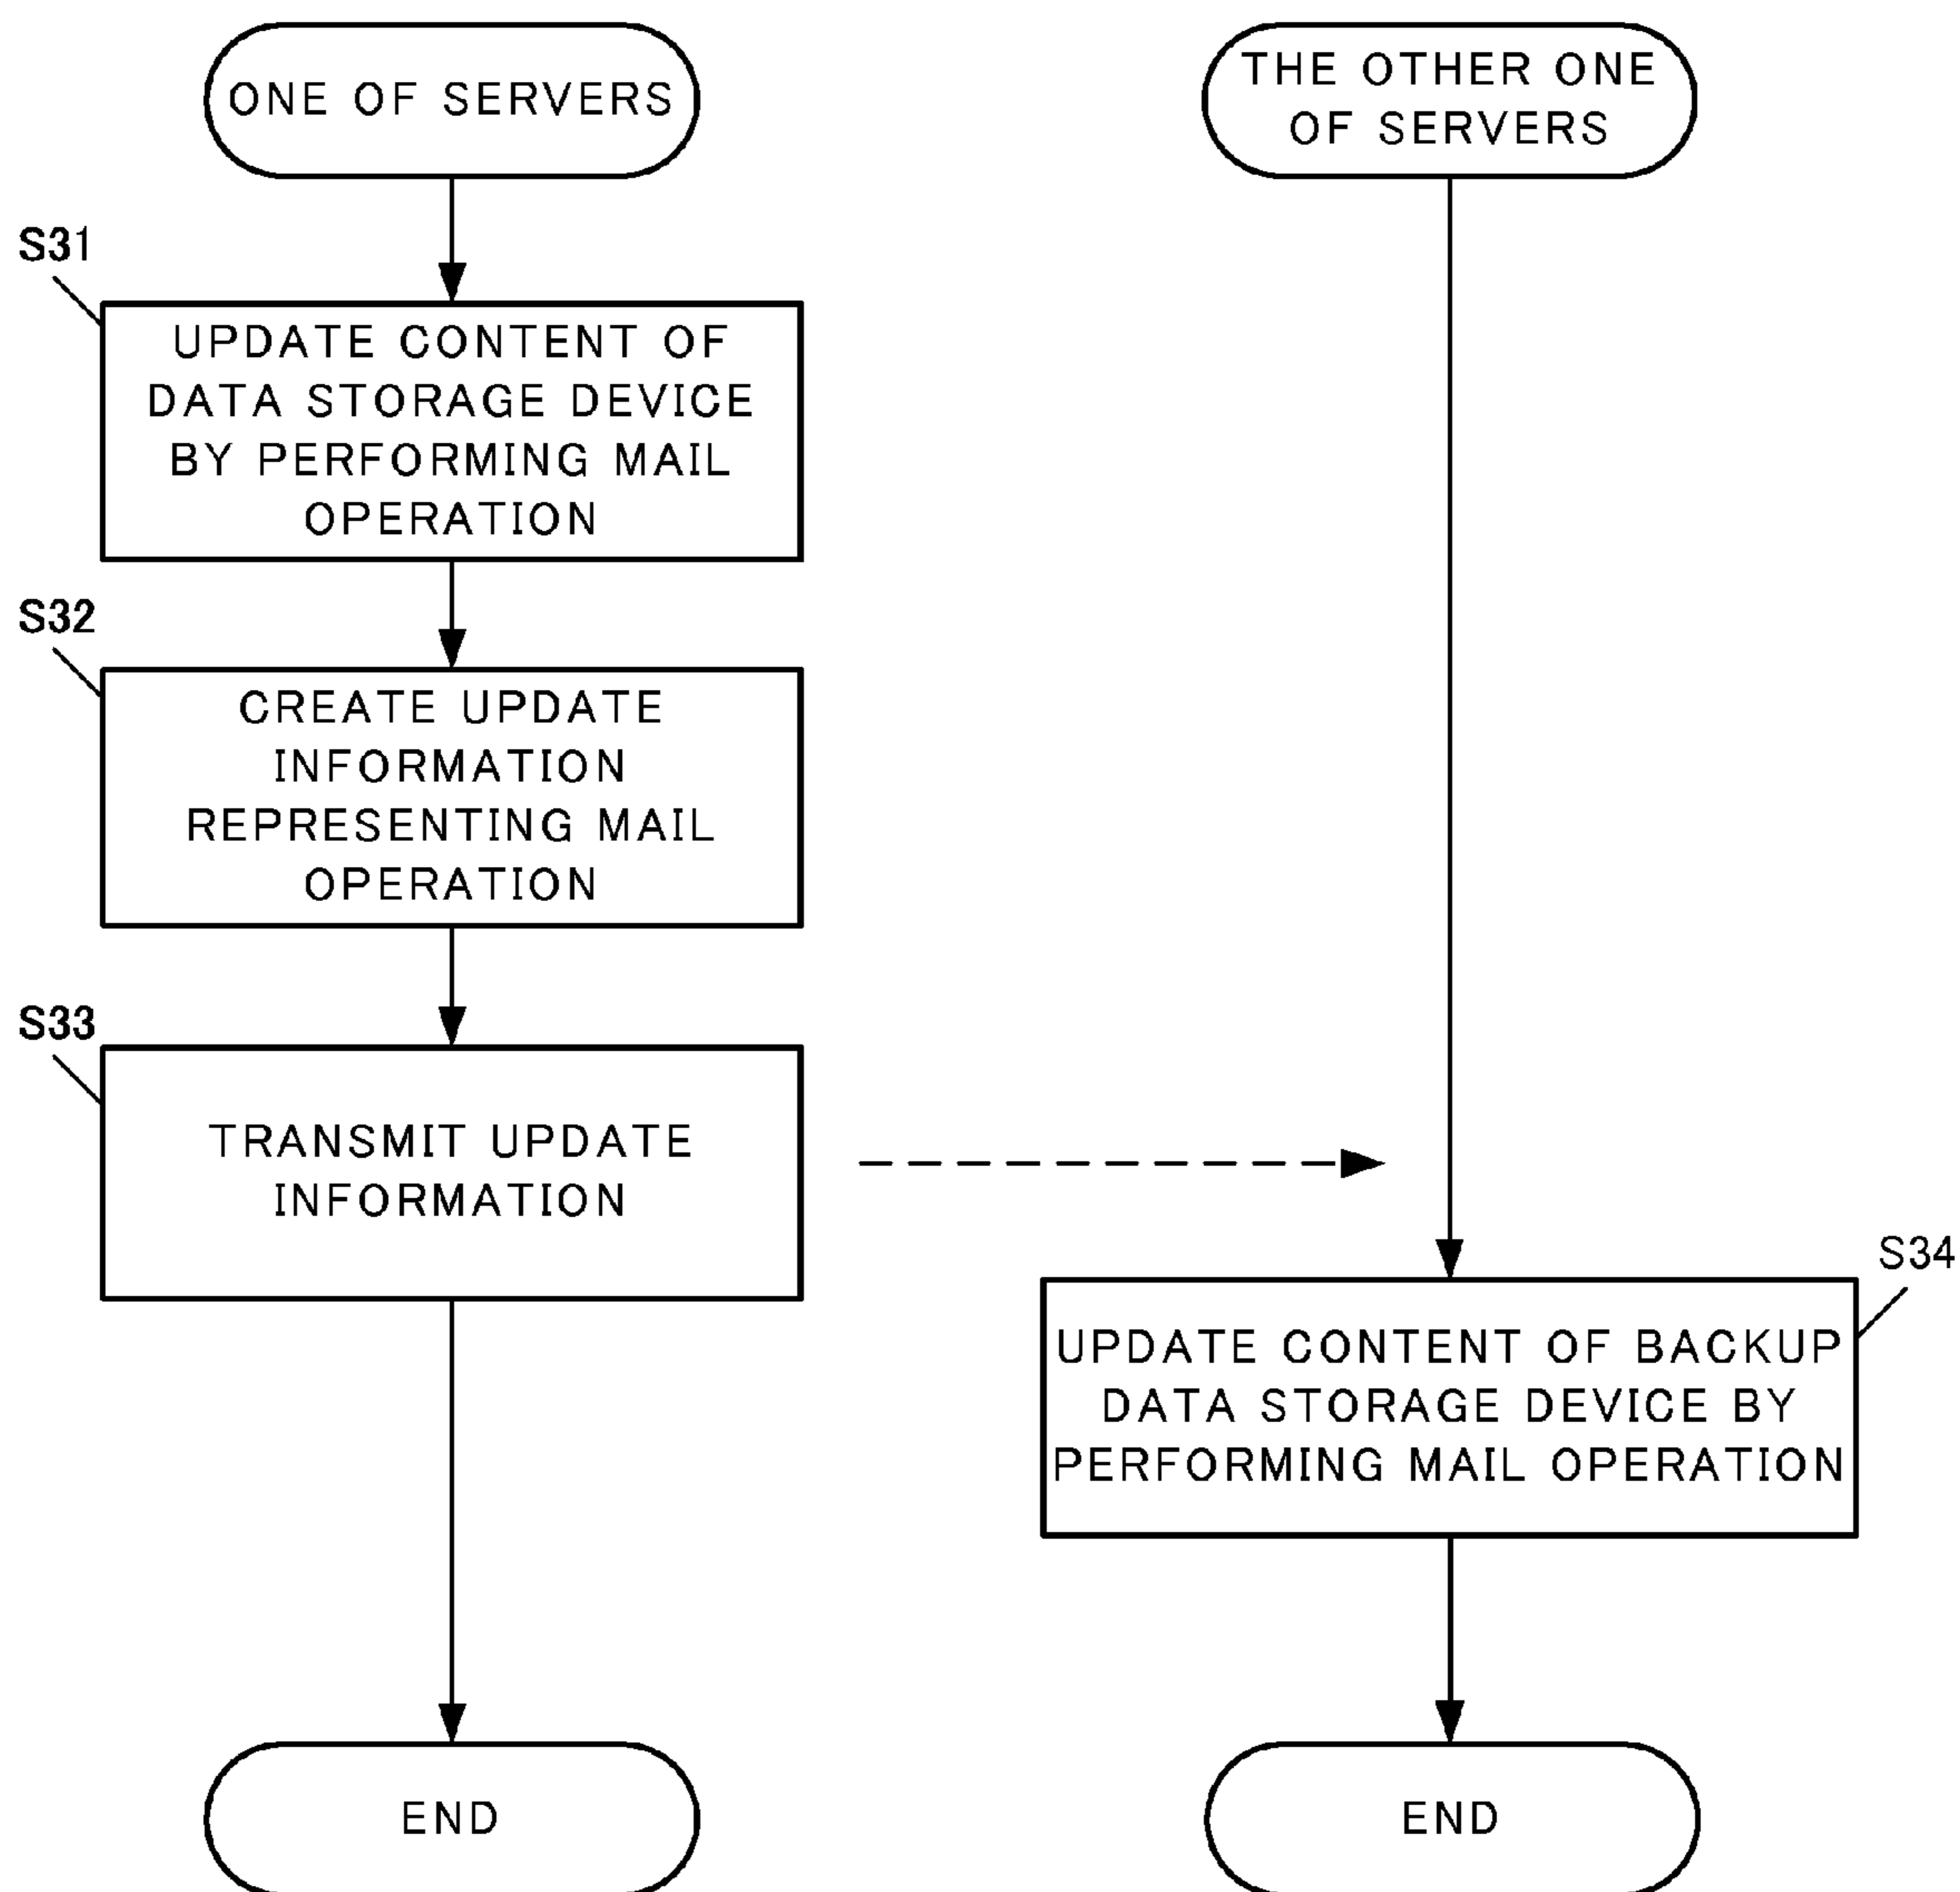 ONE OF SERVERS
S31
UPDATE CONTENT OF
DATA STORAGE DEVICE
BY PERFORMING MAIL
OPERATION
S32
CREATE UPDATE
INFORMATION
REPRESENTING MAIL
OPERATION
S33
TRANSMIT UPDATE
INFORMATION
END
THE OTHER ONE
OF SERVERS
S34
UPDATE CONTENT OF BACKUP
DATA STORAGE DEVICE BY
PERFORMING MAIL OPERATION
END